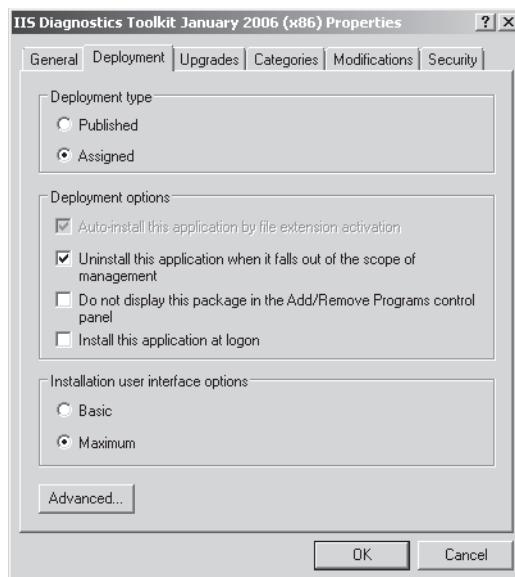 IIS Diagnostics Toolkit January 2006 (x86) Properties
General Deployment Upgrades Categories Modifications Security
Deployment type
Published
Assigned
Deployment options
Auto-install this application by file extension activation
Uninstall this application when it falls out of the scope of
management
Do not display this package in the Add/Remove Programs control
panel
Install this application at logon
Installation user interface options
Basic
Maximum
Advanced...
OK Cancel